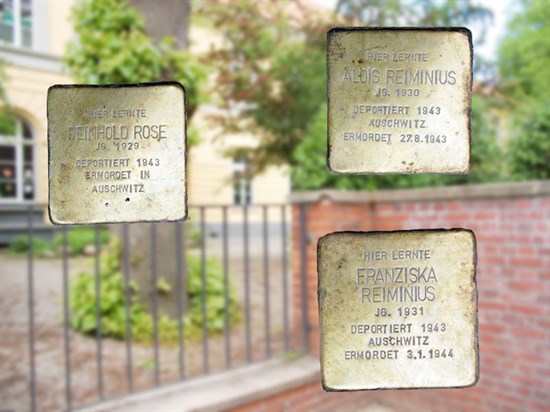 HIER LERNTE
REINHOLD ROSE
JG. 1929
DEPORTIERT 1943
ERMORDET IN
AUSCHWITZ
HIER LERNTE
ALOIS REIMINIUS
JG. 1930
DEPORTIERT 1943
AUSCHWITZ
ERMORDET 27.8.1943
HIER LERNTE
FRANZISKA
REIMINIUS
JG. 1931
DEPORTIERT 1943
AUSCHWITZ
ERMORDET 3.1.1944